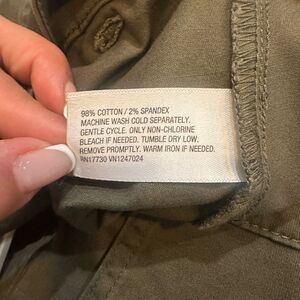 98% COTTON / 2% SPANDEX
MACHINE WASH COLD SEPARATELY.
GENTLE CYCLE. ONLY NON-CHLORINE
BLEACH IF NEEDED. TUMBLE DRY LOW,
REMOVE PROMPTLY. WARM IRON IF NEEDED.
RN17730 VN1247024